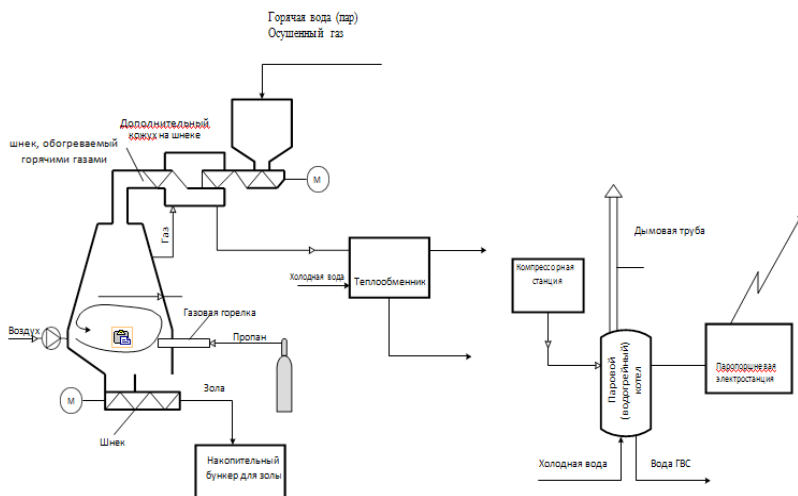 Горячая вода (пар)
Осушенный газ
Дополнительный
кожух на шнеке
шнек, обогреваемый
горячими газами
М
Газ
Дымовая труба
Компрессорная
станция
Холодная вода
Теплообменник
Газовая горелка
Воздух
Пропан
Паропоршневая
электростанция
Паровой
(водогрейный)
котел
М
Зола
Шнек
Накопительный
бункер для золы
Холодная вода
Вода ГВС